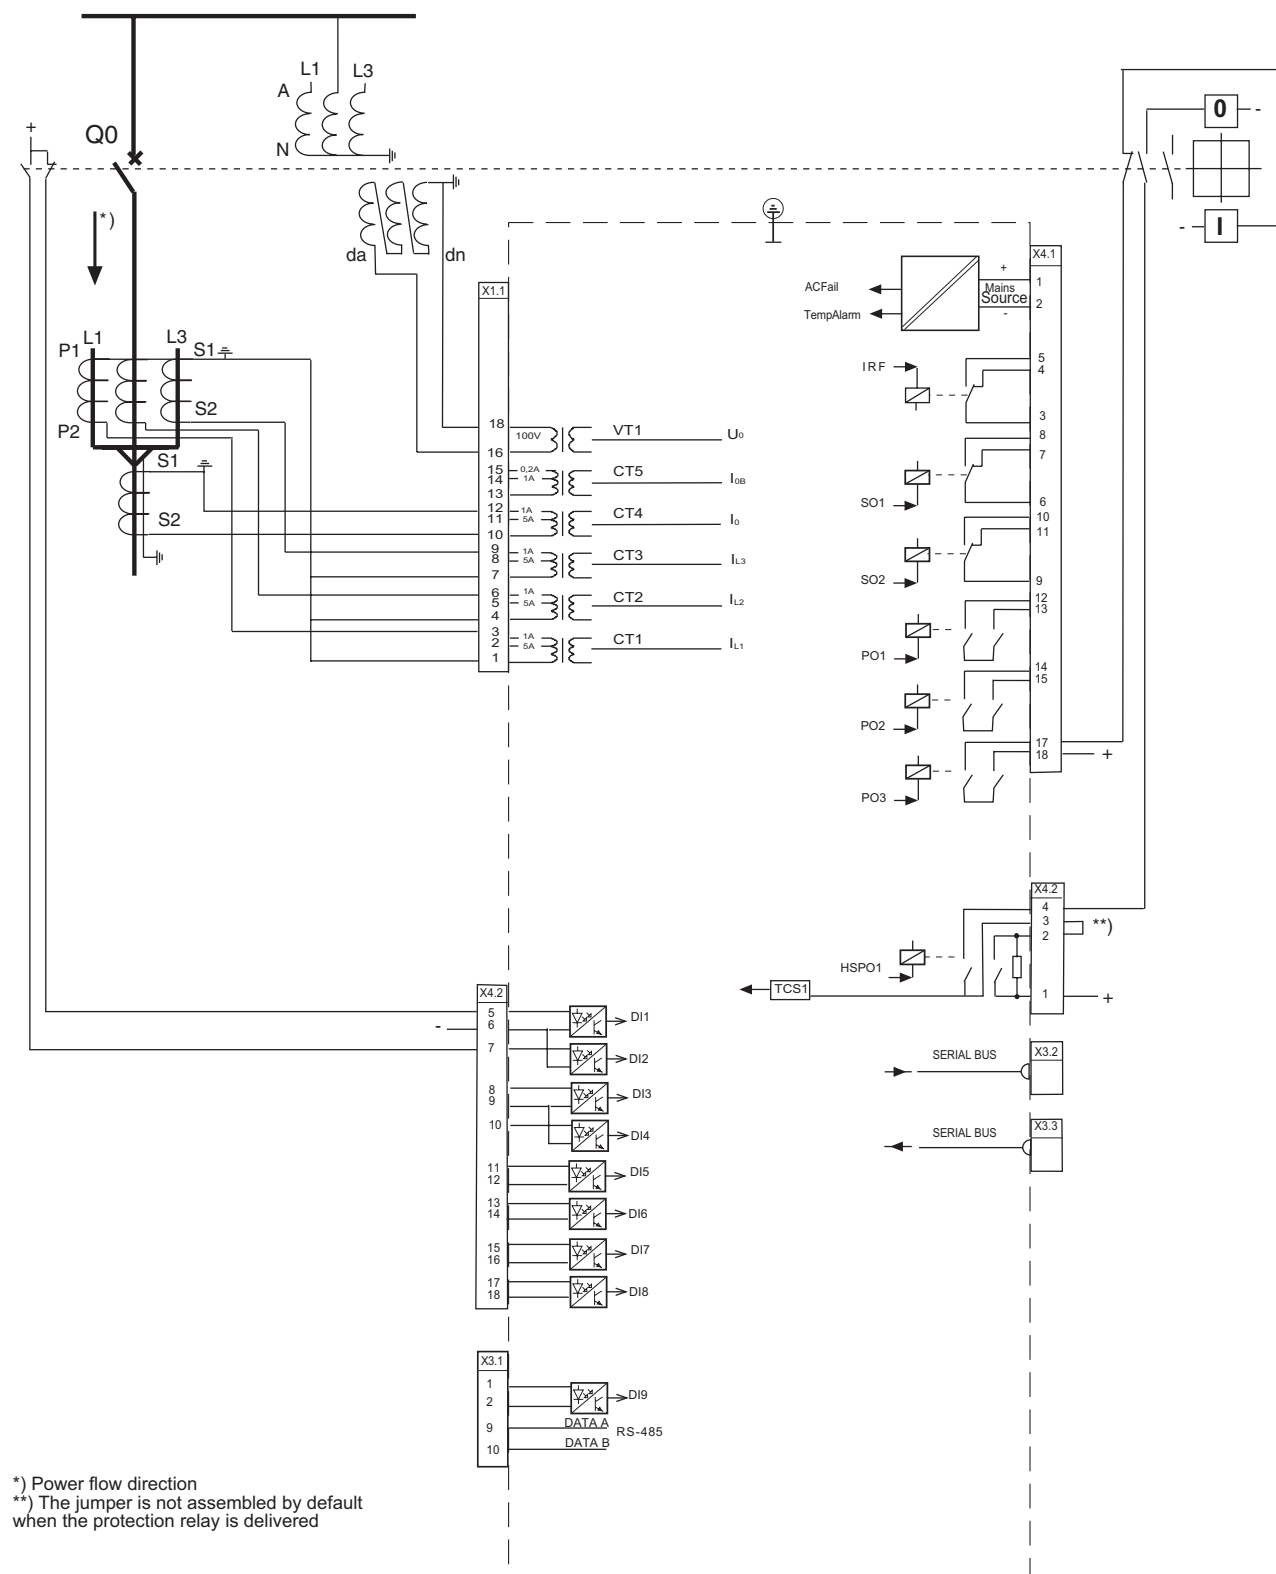 L1 L3
A
N
+
Q0
*)
da dn
0 -
- I
X1.1
18 100V VT1 U0
16
15 0,2A CT5 I0B
14 1A
13
12 1A CT4 I0
11 5A
10
9 1A CT3 IL3
8 5A
7
6 1A CT2 IL2
5 5A
4
3 1A CT1 IL1
2 5A
1
L1 L3
P1 S1
S2
P2
S1
S2
X4.1
ACFail + 1
Mains
Source 2
TempAlarm -
IRF 5
4
3
8
7
SO1 6
10
11
SO2 9
12
13
PO1
14
15
PO2
17
18 +
PO3
X4.2
4
3 **)
2
HSPO1
TCS1 1 +
X3.2
SERIAL BUS
X3.3
SERIAL BUS
X4.2
5 DI1
- 6
7 DI2
8 DI3
9
10 DI4
11 DI5
12
13 DI6
14
15 DI7
16
17 DI8
18
X3.1
1 DI9
2
9 DATA A RS-485
10 DATA B
*) Power flow direction
**) The jumper is not assembled by default
when the protection relay is delivered